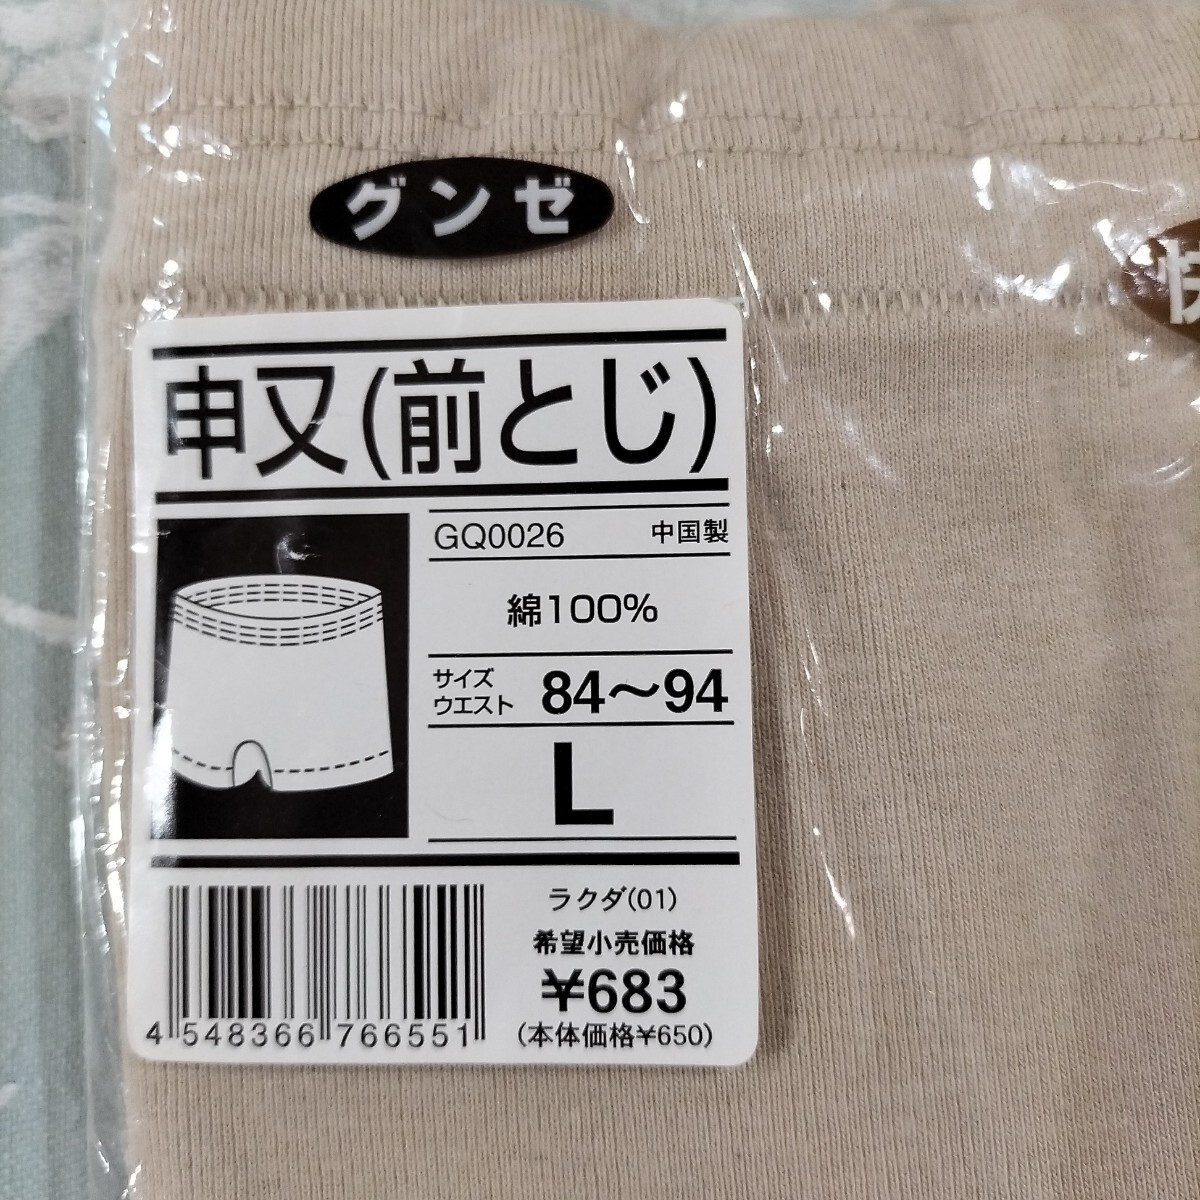 グンゼ
申又(前とじ)
GQ0026 中国製
綿100%
サイズ
ウエスト 84～94
L
ラクダ(01)
希望小売価格
¥683
(本体価格¥650)
4 548366 766551